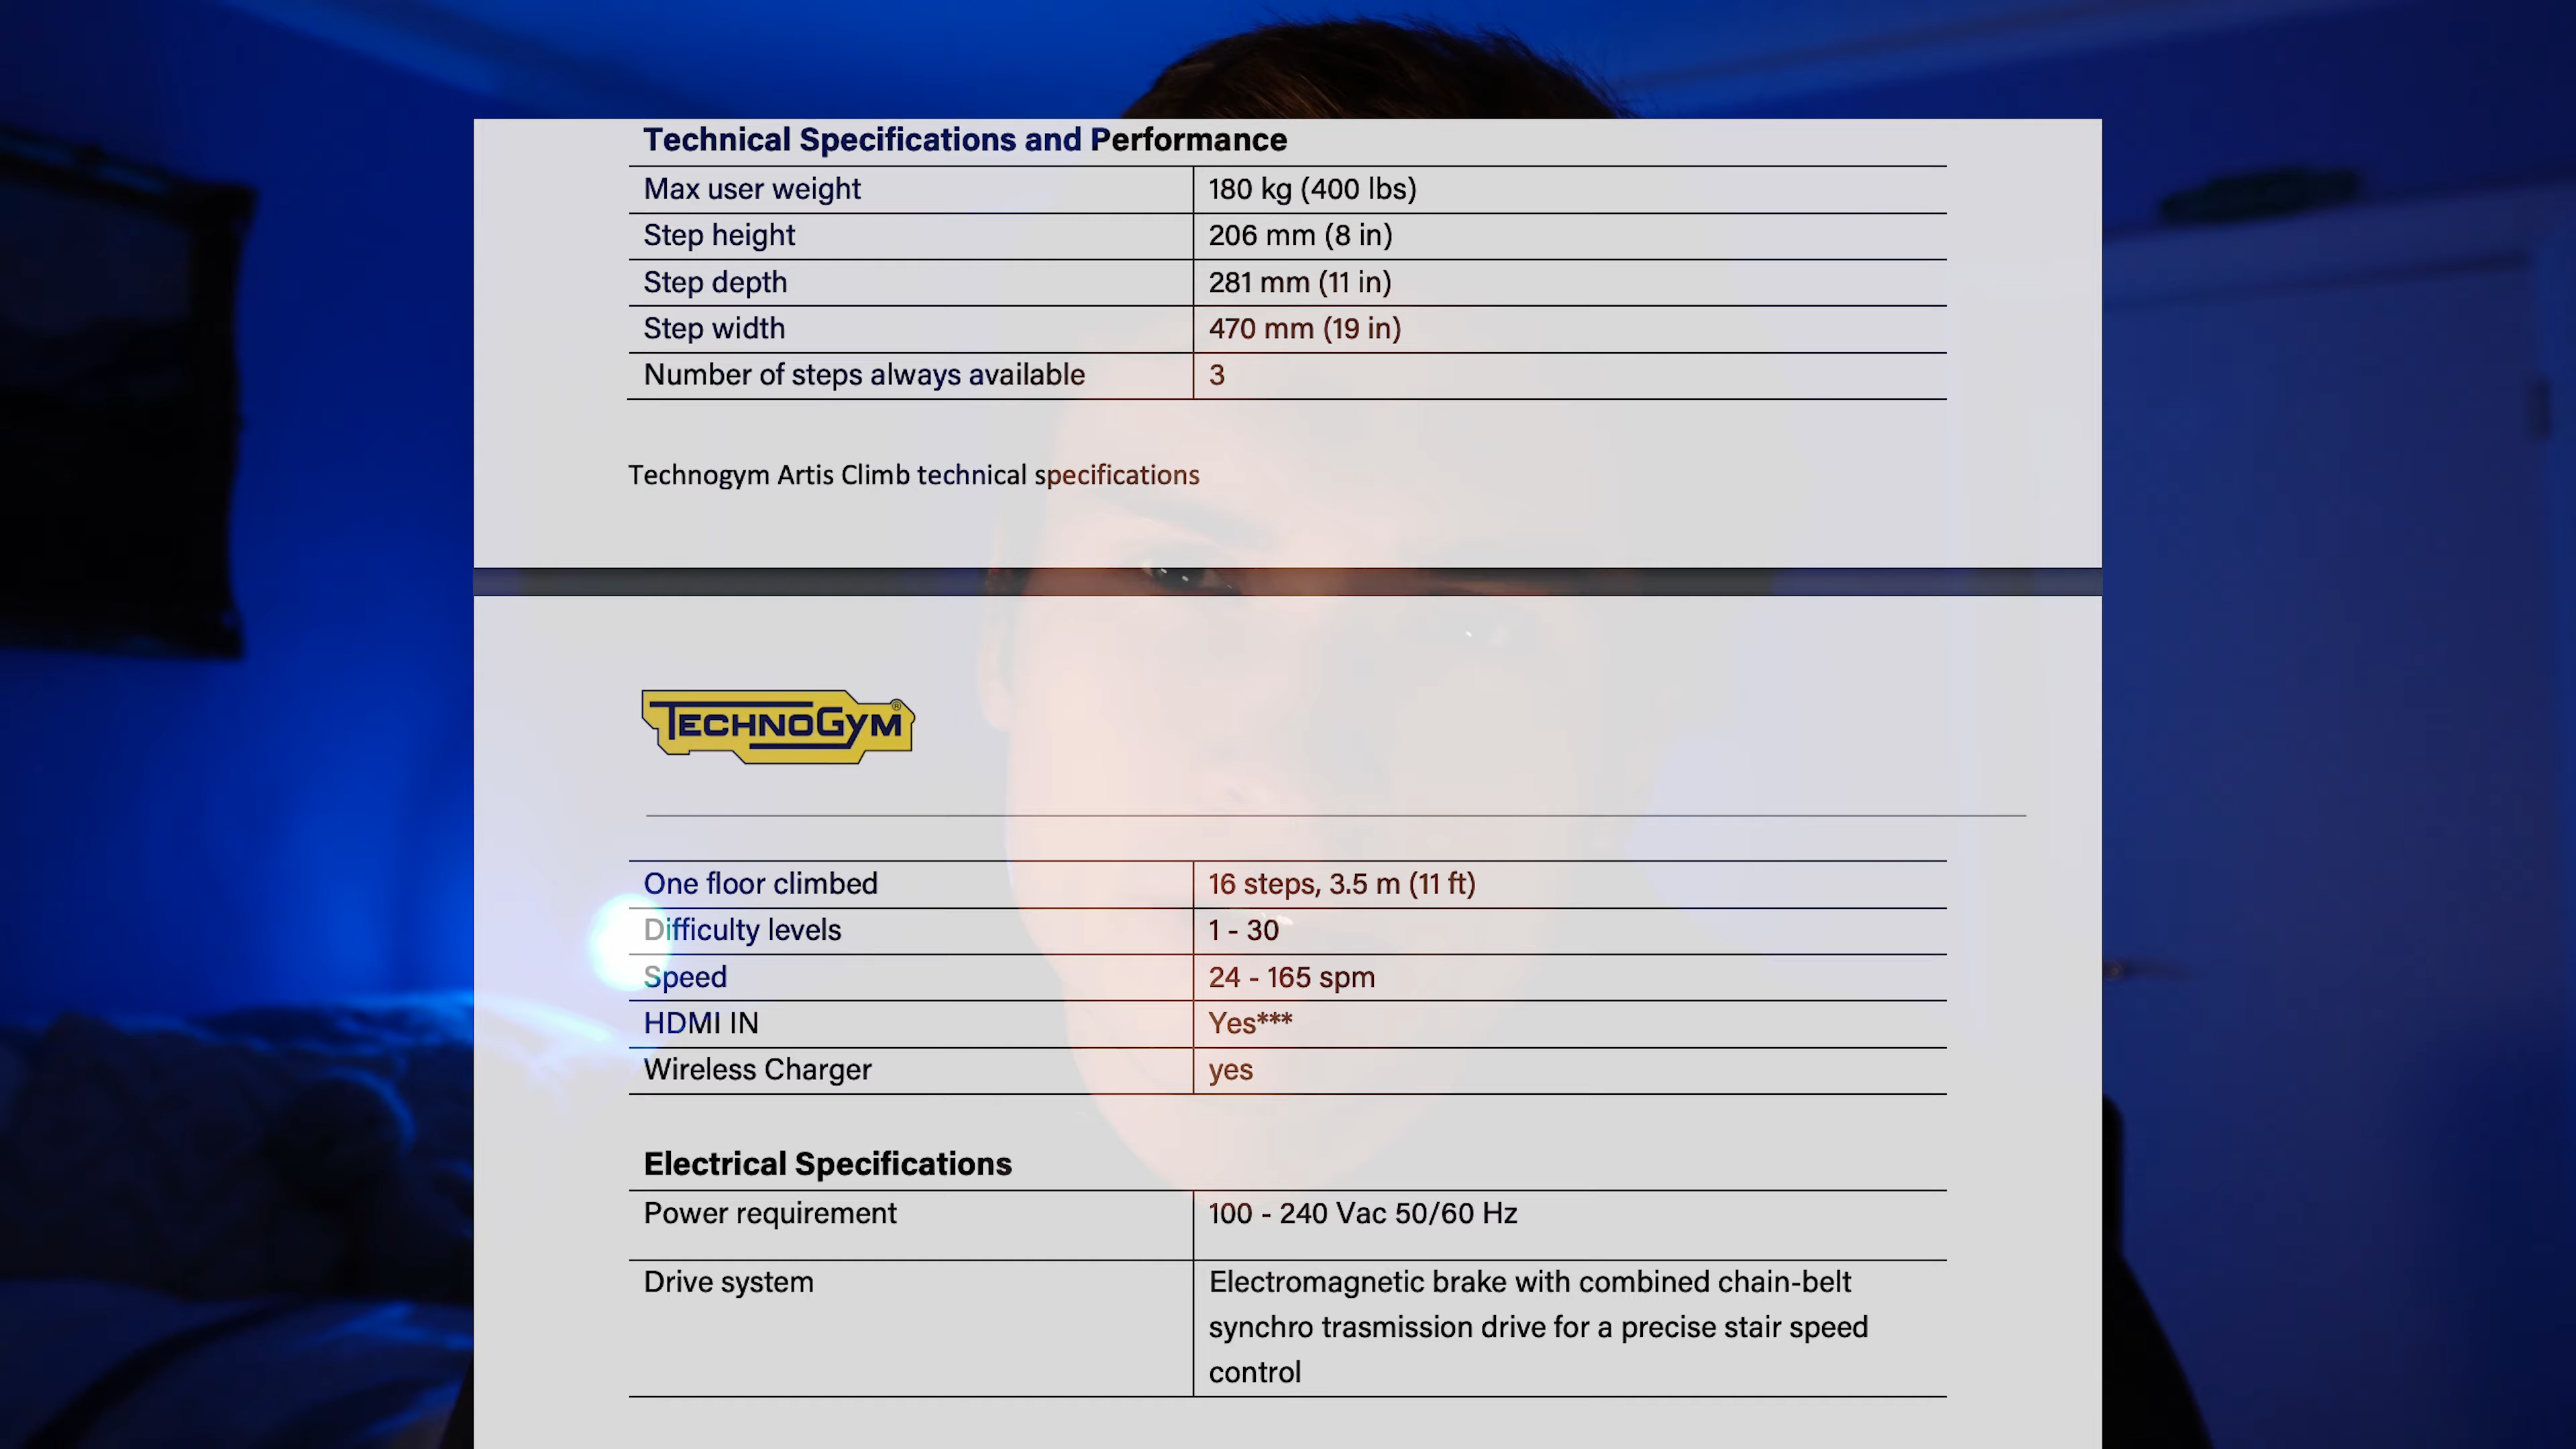 Technical Specifications and Performance
Max user weight 180 kg (400 lbs)
Step height 206 mm (8 in)
Step depth 281 mm (11 in)
Step width 470 mm (19 in)
Number of steps always available 3
Technogym Artis Climb technical specifications
TECHNOGYM®
One floor climbed 16 steps, 3.5 m (11 ft)
Difficulty levels 1 - 30
Speed 24 - 165 spm
HDMI IN Yes***
Wireless Charger yes
Electrical Specifications
Power requirement 100 - 240 Vac 50/60 Hz
Drive system Electromagnetic brake with combined chain-belt
synchro trasmission drive for a precise stair speed
control